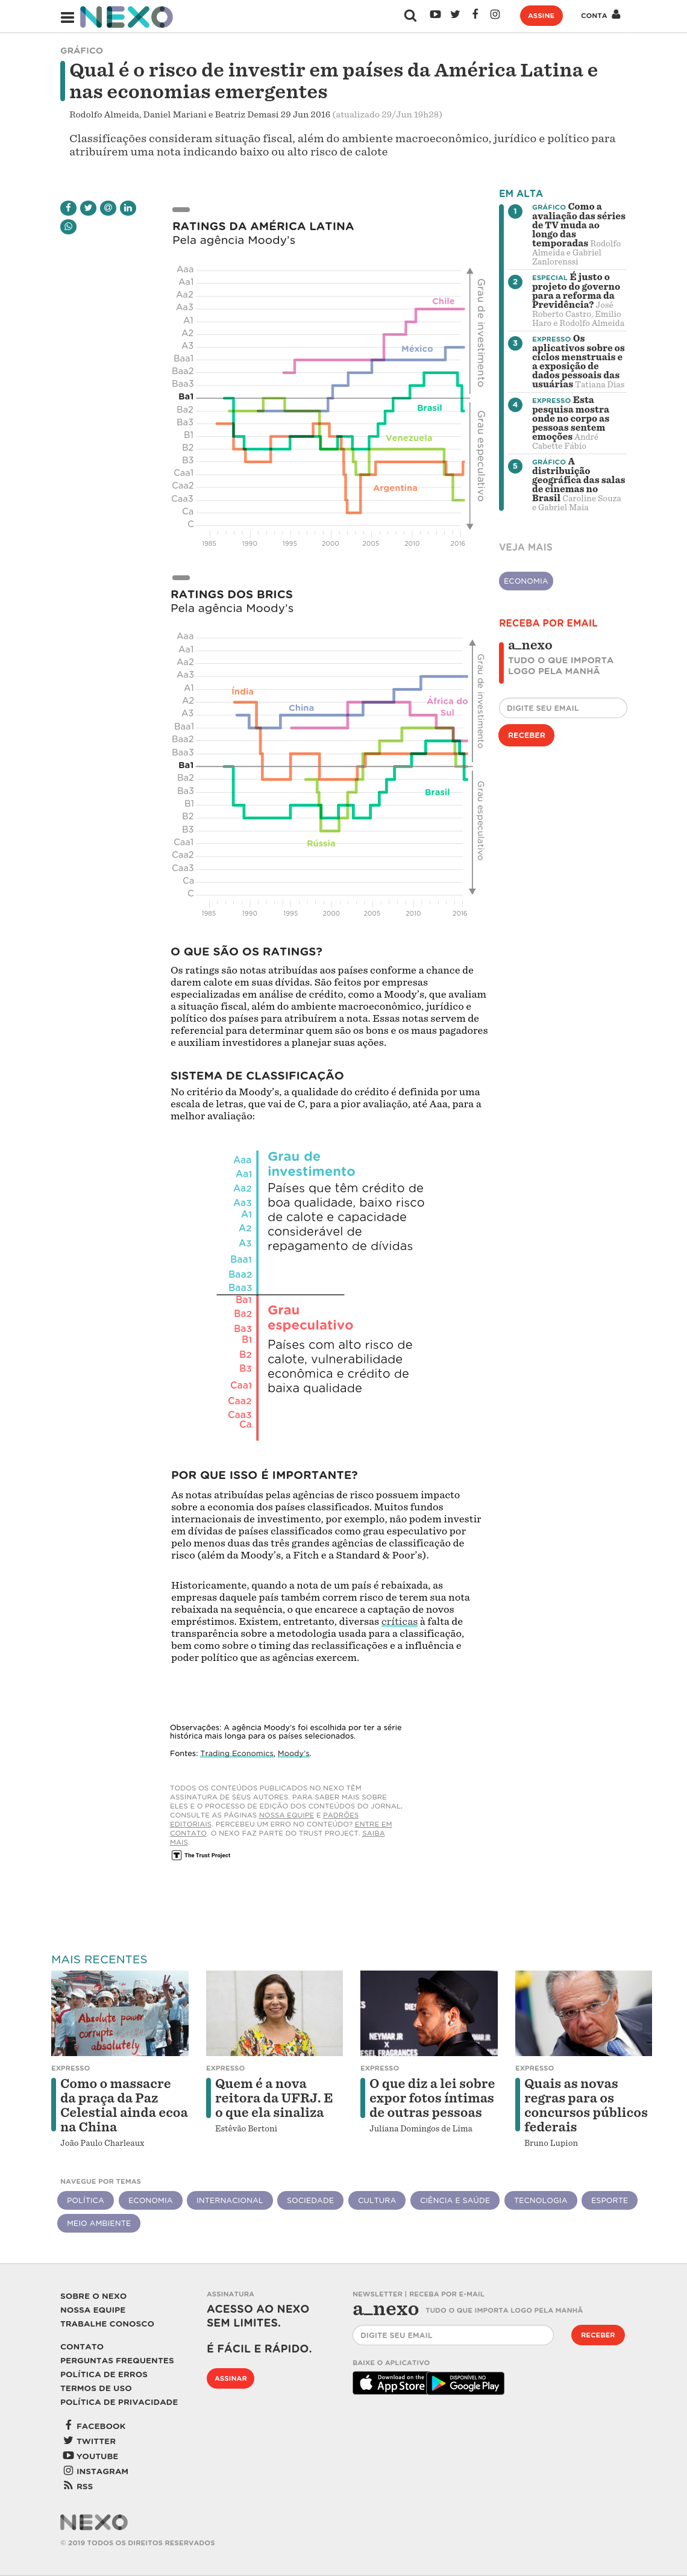 NEXO
ASSINE
CONTA
GRÁFICO
Qual é o risco de investir em países da América Latina e
nas economias emergentes
Rodolfo Almeida, Daniel Mariani e Beatriz Demasi 29 Jun 2016 (atualizado 29/Jun 19h28)
Classificações consideram situação fiscal, além do ambiente macroeconômico, jurídico e político para
atribuírem uma nota indicando baixo ou alto risco de calote
RATINGS DA AMÉRICA LATINA
Pela agência Moody's
Aaa
Aa1
Aa2
Aa3
A1
A2
A3
Baa1
Baa2
Baa3
Ba1
Ba2
Ba3
B1
B2
B3
Caa1
Caa2
Caa3
Ca
C
Chile
México
Brasil
Venezuela
Argentina
Grau de investimento
Grau especulativo
1985
1990
1995
2000
2005
2010
2016
RATINGS DOS BRICS
Pela agência Moody's
Aaa
Aa1
Aa2
Aa3
A1
A2
A3
Baa1
Baa2
Baa3
Ba1
Ba2
Ba3
B1
B2
B3
Caa1
Caa2
Caa3
Ca
C
Índia
China
África do
Sul
Brasil
Rússia
Grau de investimento
Grau especulativo
1985
1990
1995
2000
2005
2010
2016
EM ALTA
1
GRÁFICO Como a
avaliação das séries
de TV muda ao
longo das
temporadas Rodolfo
Almeida e Gabriel
Zanlorenssi
2
ESPECIAL É justo o
projeto do governo
para a reforma da
Previdência? José
Roberto Castro, Emilio
Haro e Rodolfo Almeida
3
EXPRESSO Os
aplicativos sobre os
ciclos menstruais e
a exposição de
dados pessoais das
usuárias Tatiana Dias
4
EXPRESSO Esta
pesquisa mostra
onde no corpo as
pessoas sentem
emoções André
Cabette Fábio
5
GRÁFICO A
distribuição
geográfica das salas
de cinemas no
Brasil Caroline Souza
e Gabriel Maia
VEJA MAIS
ECONOMIA
RECEBA POR EMAIL
a_nexo
TUDO O QUE IMPORTA
LOGO PELA MANHÃ
DIGITE SEU EMAIL
RECEBER
O QUE SÃO OS RATINGS?
Os ratings são notas atribuídas aos países conforme a chance de
darem calote em suas dívidas. São feitos por empresas
especializadas em análise de crédito, como a Moody's, que avaliam
a situação fiscal, além do ambiente macroeconômico, jurídico e
político dos países para atribuírem a nota. Essas notas servem de
referencial para determinar quem são os bons e os maus pagadores
e auxiliam investidores a planejar suas ações.
SISTEMA DE CLASSIFICAÇÃO
No critério da Moody's, a qualidade do crédito é definida por uma
escala de letras, que vai de C, para a pior avaliação, até Aaa, para a
melhor avaliação:
Aaa
Aa1
Aa2
Aa3
A1
A2
A3
Baa1
Baa2
Baa3
Grau de
investimento
Países que têm crédito de
boa qualidade, baixo risco
de calote e capacidade
considerável de
repagamento de dívidas
Ba1
Ba2
Ba3
B1
B2
B3
Caa1
Caa2
Caa3
Ca
Grau
especulativo
Países com alto risco de
calote, vulnerabilidade
econômica e crédito de
baixa qualidade
POR QUE ISSO É IMPORTANTE?
As notas atribuídas pelas agências de risco possuem impacto
sobre a economia dos países classificados. Muitos fundos
internacionais de investimento, por exemplo, não podem investir
em dívidas de países classificados como grau especulativo por
pelo menos duas das três grandes agências de classificação de
risco (além da Moody's, a Fitch e a Standard & Poor's).
Historicamente, quando a nota de um país é rebaixada, as
empresas daquele país também correm risco de terem sua nota
rebaixada na sequência, o que encarece a captação de novos
empréstimos. Existem, entretanto, diversas críticas à falta de
transparência sobre a metodologia usada para a classificação,
bem como sobre o timing das reclassificações e a influência e
poder político que as agências exercem.
Observações: A agência Moody's foi escolhida por ter a série
histórica mais longa para os países selecionados.
Fontes: Trading Economics, Moody's.
TODOS OS CONTEÚDOS PUBLICADOS NO NEXO TÊM
ASSINATURA DE SEUS AUTORES. PARA SABER MAIS SOBRE
ELES E O PROCESSO DE EDIÇÃO DOS CONTEÚDOS DO JORNAL,
CONSULTE AS PÁGINAS NOSSA EQUIPE E PADRÕES
EDITORIAIS. PERCEBEU UM ERRO NO CONTEÚDO? ENTRE EM
CONTATO. O NEXO FAZ PARTE DO TRUST PROJECT. SAIBA
MAIS.
The Trust Project
MAIS RECENTES
Absolute power
corrupts
absolutely
NEYMAR JR
EXPRESSO
Como o massacre
da praça da Paz
Celestial ainda ecoa
na China
João Paulo Charleaux
EXPRESSO
Quem é a nova
reitora da UFRJ. E
o que ela sinaliza
Estêvão Bertoni
EXPRESSO
O que diz a lei sobre
expor fotos íntimas
de outras pessoas
Juliana Domingos de Lima
EXPRESSO
Quais as novas
regras para os
concursos públicos
federais
Bruno Lupion
NAVEGUE POR TEMAS
POLÍTICA
ECONOMIA
INTERNACIONAL
SOCIEDADE
CULTURA
CIÊNCIA E SAÚDE
TECNOLOGIA
ESPORTE
MEIO AMBIENTE
SOBRE O NEXO
NOSSA EQUIPE
TRABALHE CONOSCO
CONTATO
PERGUNTAS FREQUENTES
POLÍTICA DE ERROS
TERMOS DE USO
POLÍTICA DE PRIVACIDADE
FACEBOOK
TWITTER
YOUTUBE
INSTAGRAM
RSS
ASSINATURA
ACESSO AO NEXO
SEM LIMITES.
É FÁCIL E RÁPIDO.
ASSINAR
NEWSLETTER | RECEBA POR E-MAIL
a_nexo TUDO O QUE IMPORTA LOGO PELA MANHÃ
DIGITE SEU EMAIL
RECEBER
BAIXE O APLICATIVO
Download on the
App Store
DISPONÍVEL NO
Google Play
NEXO
© 2019 TODOS OS DIREITOS RESERVADOS